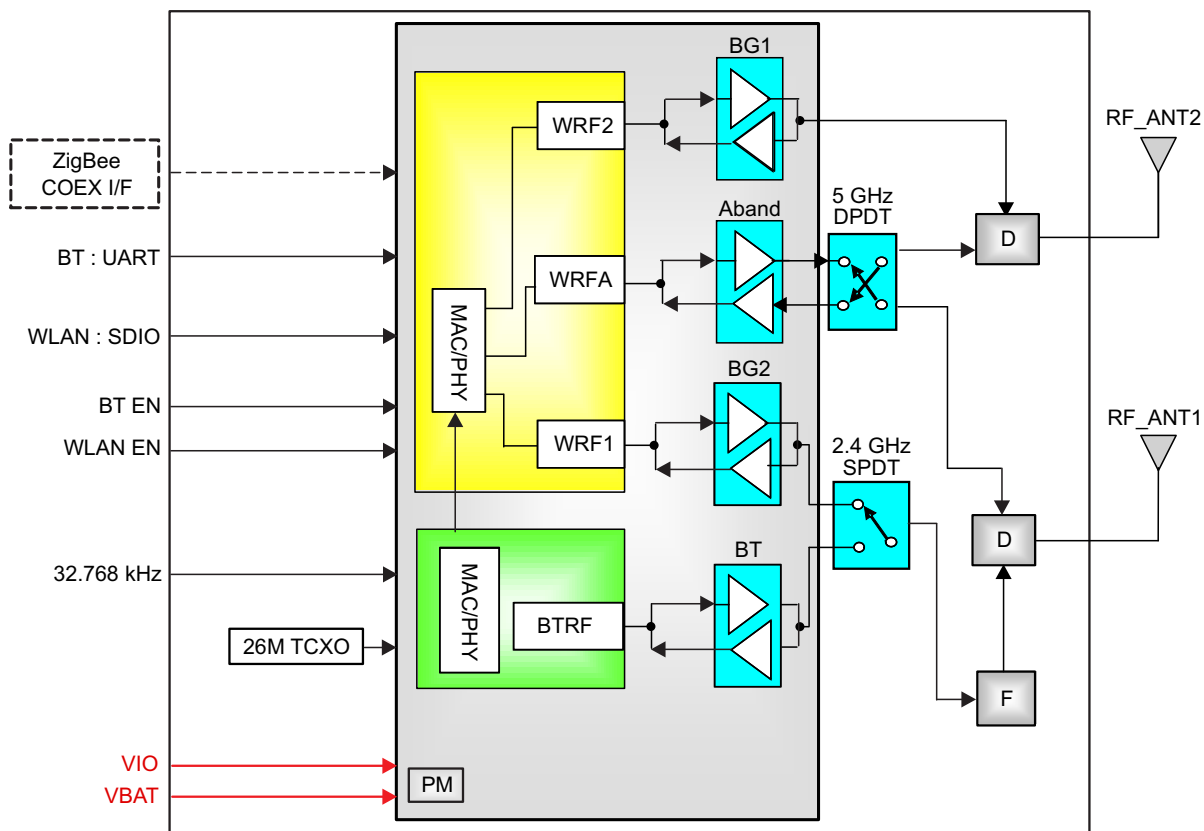 BG1
WRF2
RF_ANT2
ZigBee
COEX I/F
5 GHz
DPDT
Aband
D
BT : UART
WRFA
MAC/PHY
WLAN : SDIO
BG2
BT EN
RF_ANT1
WLAN EN
WRF1
2.4 GHz
SPDT
D
BT
32.768 kHz
MAC/PHY
BTRF
26M TCXO
F
VIO
VBAT
PM